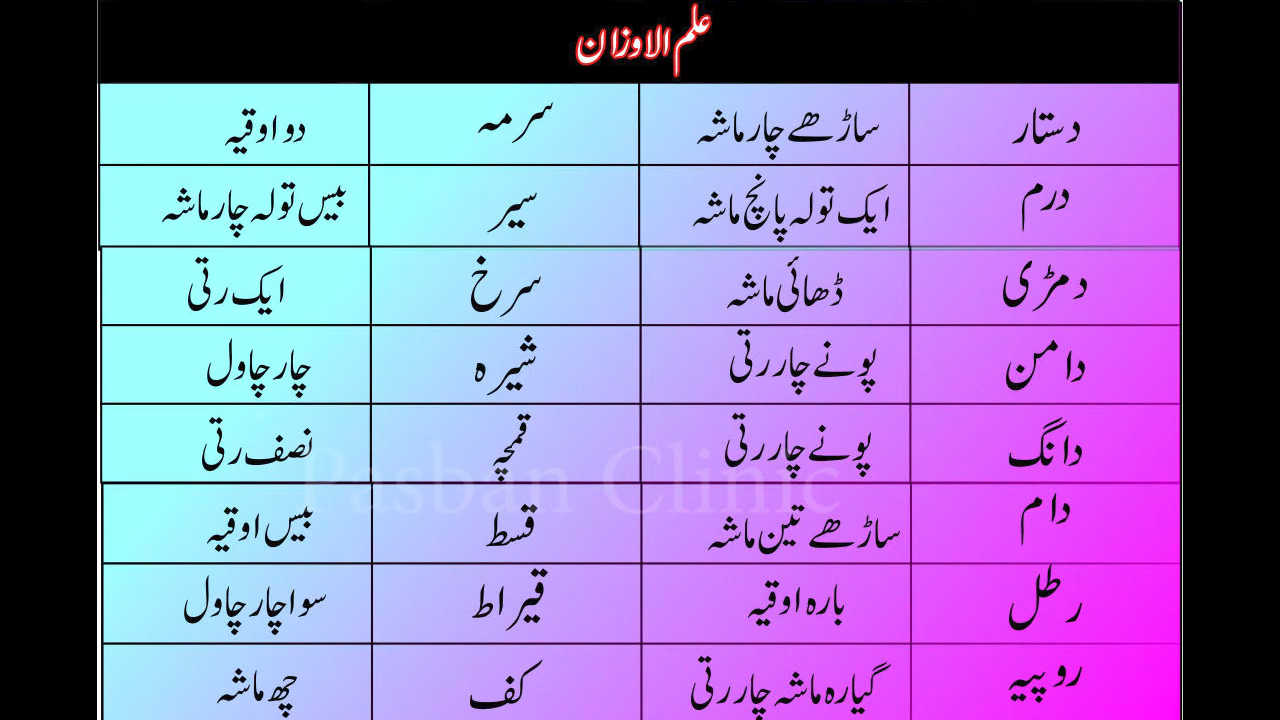 علم الاوزان
دستار ساڑھے چار ماشہ سرمہ دو اوقیہ
درم ایک تولہ پانچ ماشہ سیر بیس تولہ چار ماشہ
دمڑی ڈھائی ماشہ سرخ ایک رتی
دامن پونے چار رتی شیرہ چار چاول
دانگ پونے چار رتی قمچہ نصف رتی
Pasban Clinic
دام ساڑھے تین ماشہ قسط بیس اوقیہ
رطل بارہ اوقیہ قیراط سوا چار چاول
روپیہ گیارہ ماشہ چار رتی کف چھ ماشہ